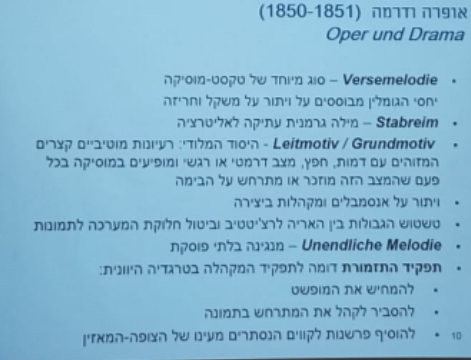 אופרה ודרמה (1850-1851)
Oper und Drama
• Versemelodie – סוג מיוחד של טקסט-מוסיקה
יחסי הגומלין מבוססים על ויתור על משקל וחריזה
• Stabreim – מילה גרמנית עתיקה לאליטרציה
• Leitmotiv / Grundmotiv - היסוד המלודי: רעיונות מוטיביים קצרים
המזוהים עם דמות, חפץ, מצב דרמטי או רגשי ומופיעים במוסיקה בכל
פעם שהמצב הזה מוזכר או מתרחש על הבימה
• ויתור על אנסמבלים ומקהלות ביצירה
• טשטוש הגבולות בין האריה לרצ'יטטיב וביטול חלוקת המערכה לתמונות
• Unendliche Melodie – מנגינה בלתי פוסקת
• תפקיד התזמורת דומה לתפקיד המקהלה בטרגדיה היוונית:
• להמחיש את המופשט
• להסביר לקהל את המתרחש בתמונה
• להוסיף פרשנות לקווים הנסתרים מעינו של הצופה-המאזין
10